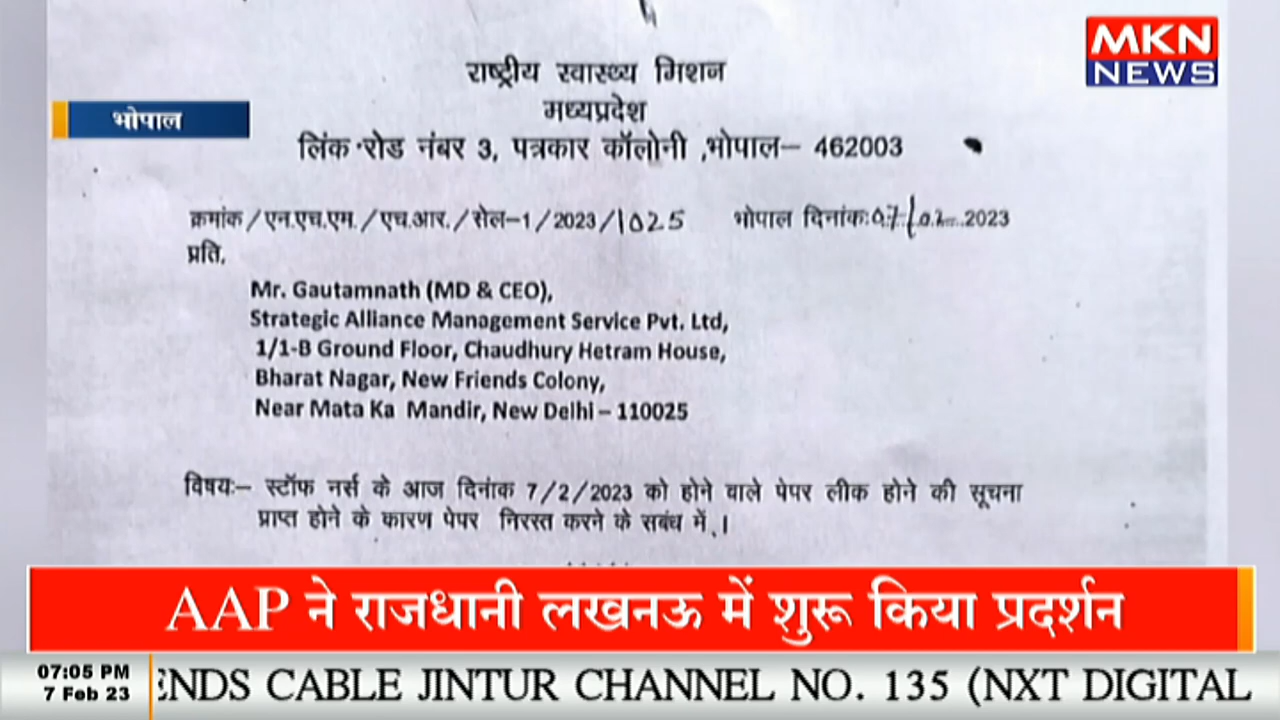 MKN
NEWS
भोपाल
राष्ट्रीय स्वास्थ्य मिशन
मध्यप्रदेश
लिंक रोड नंबर 3, पत्रकार कॉलोनी ,भोपाल– 462003
क्रमांक/एन.एच.एम./एच.आर./सेल–1/2023/1025 भोपाल दिनांक:07/02...2023
प्रति,
Mr. Gautamnath (MD & CEO),
Strategic Alliance Management Service Pvt. Ltd,
1/1-B Ground Floor, Chaudhury Hetram House,
Bharat Nagar, New Friends Colony,
Near Mata Ka Mandir, New Delhi – 110025
विषयः– स्टॉफ नर्स के आज दिनांक 7/2/2023 को होने वाले पेपर लीक होने की सूचना
प्राप्त होने के कारण पेपर निरस्त करने के सबंध में,।
AAP ने राजधानी लखनऊ में शुरू किया प्रदर्शन
07:05 PM
7 Feb 23
ENDS CABLE JINTUR CHANNEL NO. 135 (NXT DIGITAL